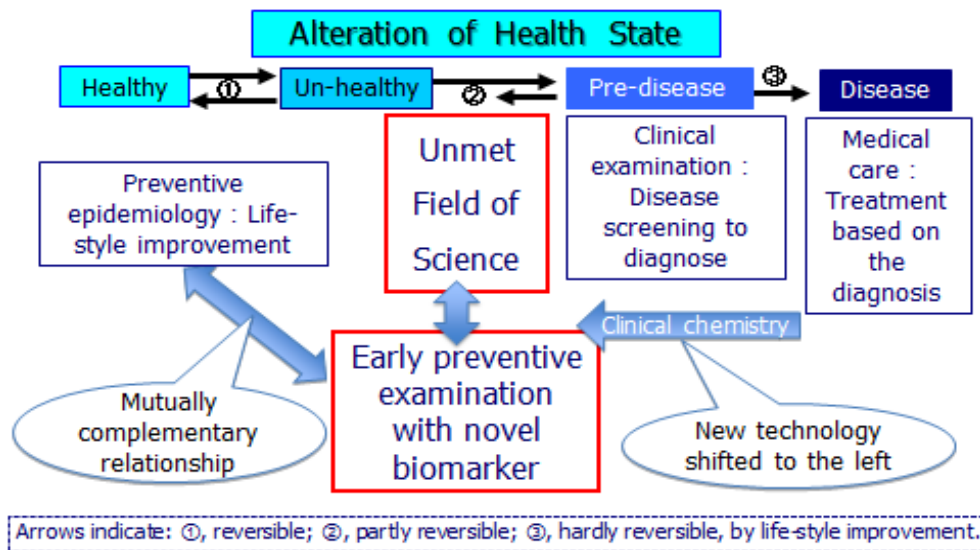 Alteration of Health State
Healthy
①
Un-healthy
②
Pre-disease
③
Disease
Preventive
epidemiology : Life-
style improvement
Unmet
Field of
Science
Clinical
examination :
Disease
screening to
diagnose
Medical
care :
Treatment
based on
the
diagnosis
Clinical chemistry
Early preventive
examination
with novel
biomarker
Mutually
complementary
relationship
New technology
shifted to the left
Arrows indicate: ①, reversible; ②, partly reversible; ③, hardly reversible, by life-style improvement.